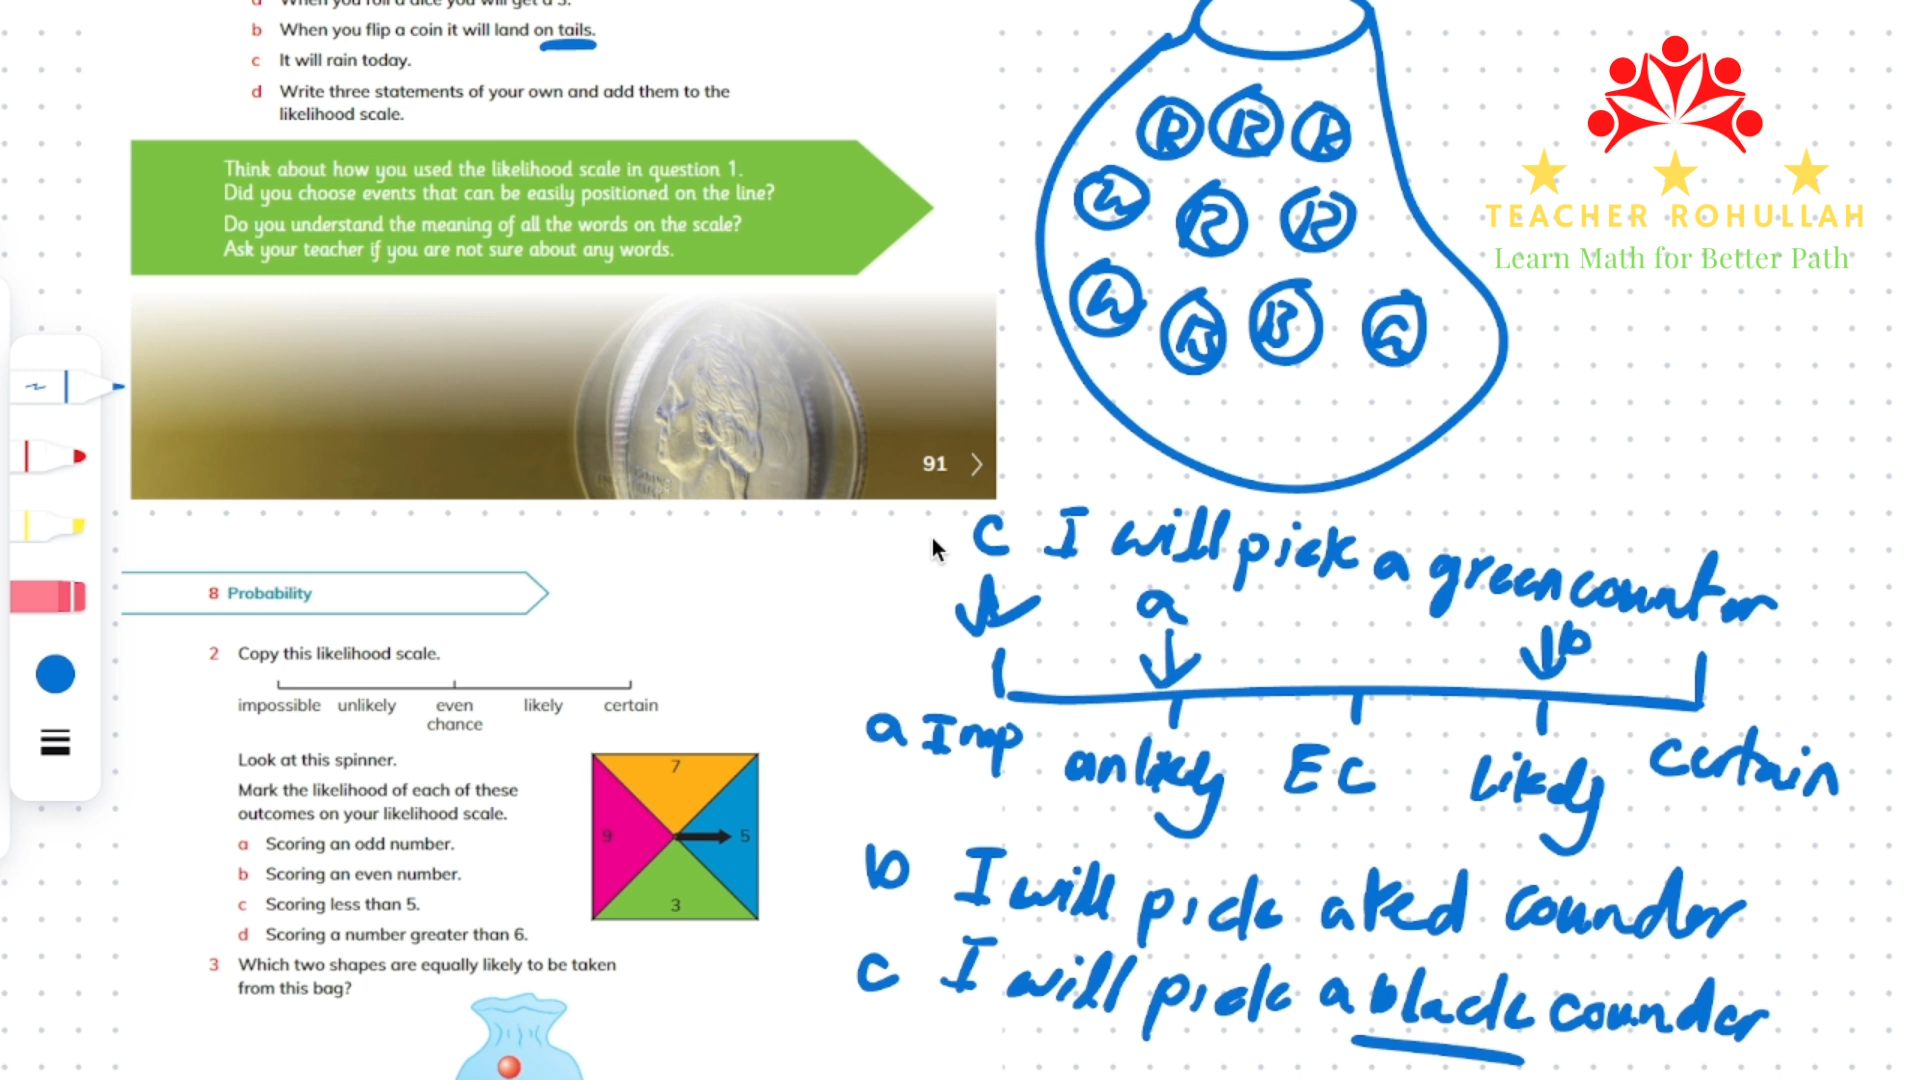 b When you flip a coin it will land on tails.
c It will rain today.
d Write three statements of your own and add them to the
likelihood scale.
Think about how you used the likelihood scale in question 1.
Did you choose events that can be easily positioned on the line?
Do you understand the meaning of all the words on the scale?
Ask your teacher if you are not sure about any words.
91
8 Probability
2 Copy this likelihood scale.
impossible unlikely even likely certain
chance
Look at this spinner.
Mark the likelihood of each of these
outcomes on your likelihood scale.
a Scoring an odd number.
b Scoring an even number.
c Scoring less than 5.
d Scoring a number greater than 6.
7
9
5
3
3 Which two shapes are equally likely to be taken
from this bag?
R R R
W R R
W B B G
c I will pick a green counter
a
b
a Imp unlikely EC Likely Certain
b I will pick a Red counder
c I will pick a black counder
TEACHER ROHULLAH
Learn Math for Better Path